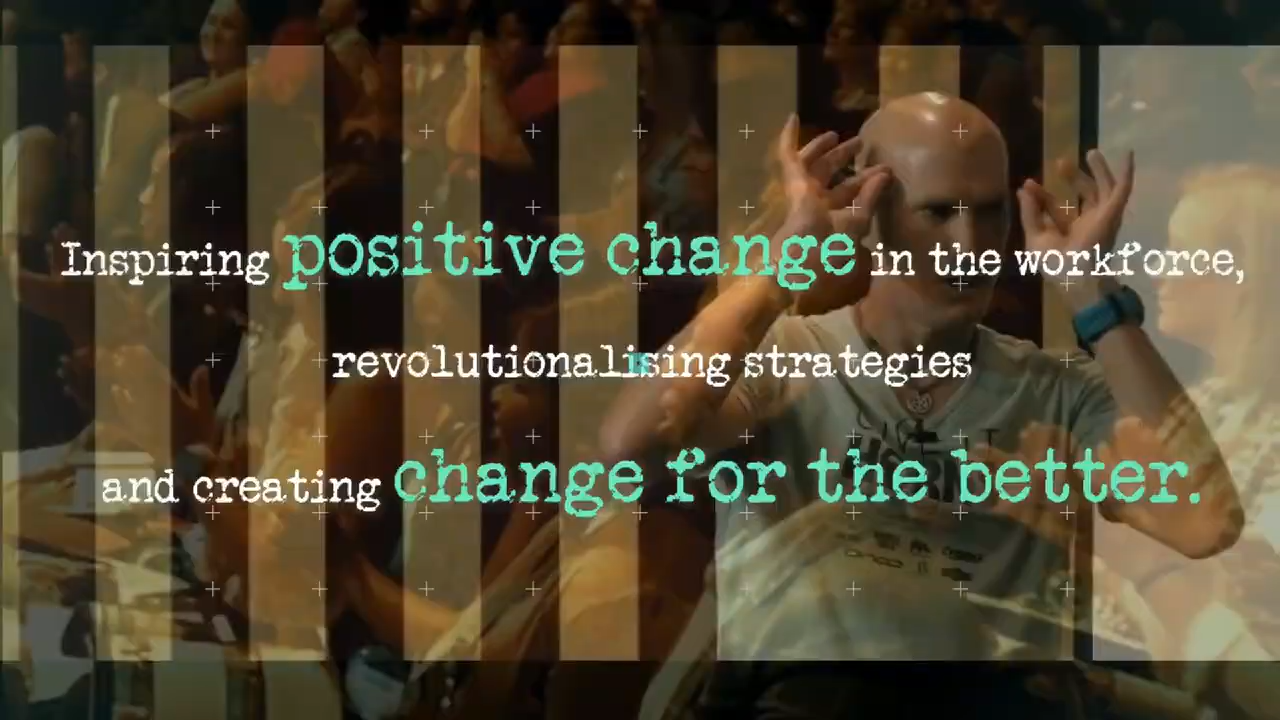 Inspiring positive change in the workforce,
revolutionalising strategies
and creating change for the better.